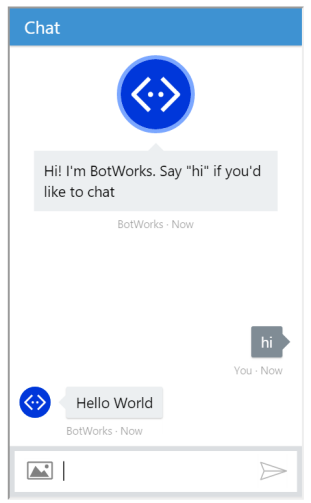 Chat
Hi! I'm BotWorks. Say "hi" if you'd
like to chat
BotWorks · Now
hi
You · Now
Hello World
BotWorks · Now